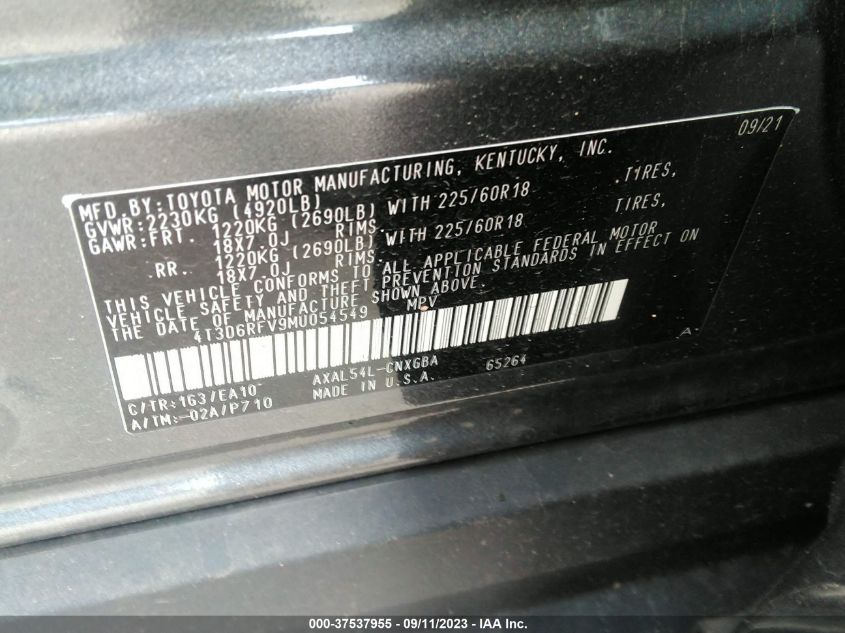 09/21
MFD.BY:TOYOTA MOTOR MANUFACTURING, KENTUCKY, INC.
GVWR:2230KG (4920LB)
GAWR:FRT. 1220KG (2690LB) WITH 225/60R18 .TIRES,
18X7.0J RIMS.
RR. 1220KG (2690LB) WITH 225/60R18 TIRES,
18X7.0J RIMS.
THIS VEHICLE CONFORMS TO ALL APPLICABLE FEDERAL MOTOR
VEHICLE SAFETY AND THEFT PREVENTION STANDARDS IN EFFECT ON
THE DATE OF MANUFACTURE SHOWN ABOVE.
4T3D6RFV9MU054549 MPV
A
C/TR:1G3/EA10 AXAL54L-CNXGBA 65264
A/TM:-02A/P710 MADE IN U.S.A.
000-37537955 - 09/11/2023 - IAA Inc.